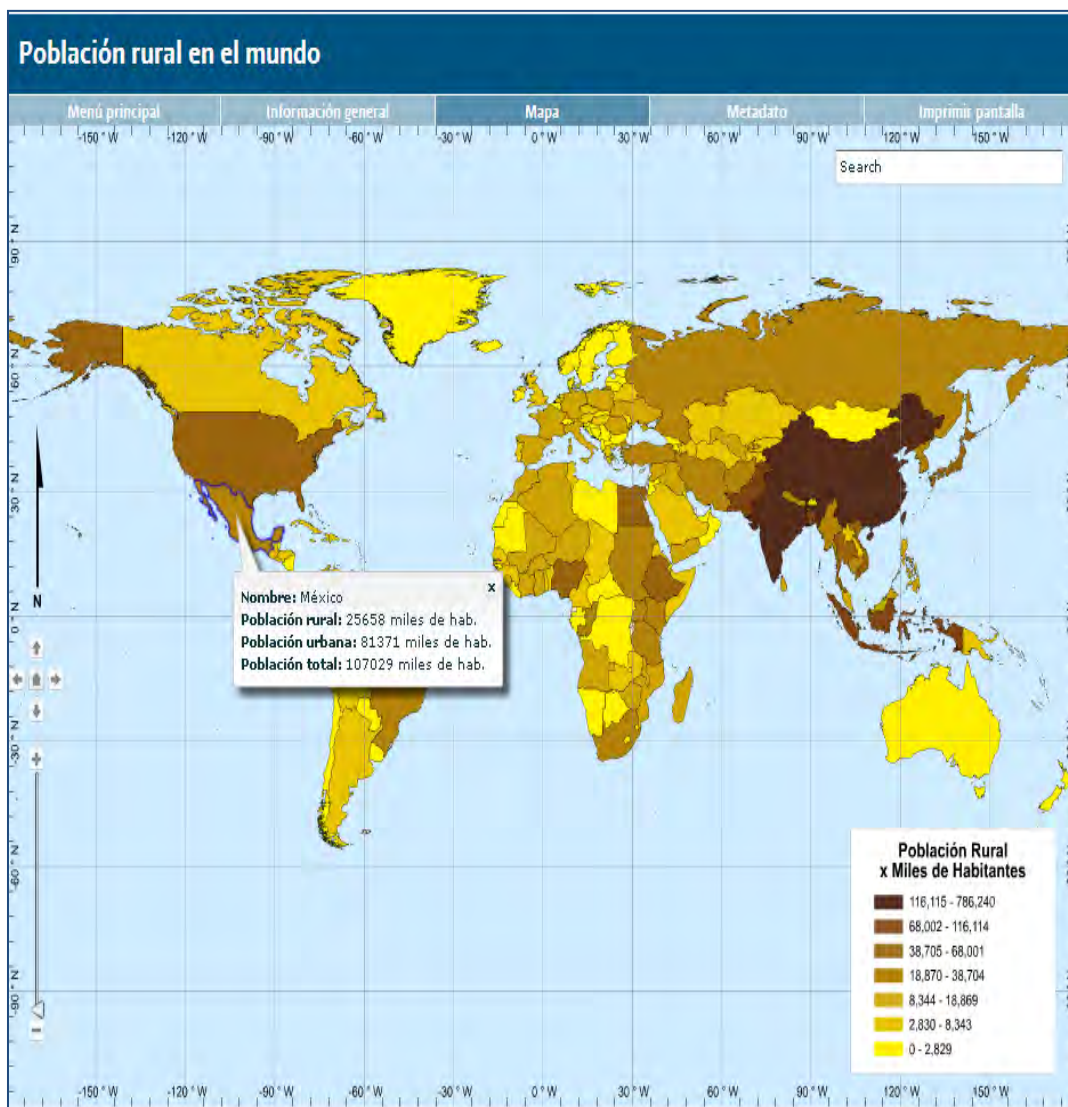 Población rural en el mundo
Menú principal Información general Mapa Metadato Imprimir pantalla
-150 ° W -120 ° W -90 ° W -60 ° W -30 ° W 0 ° W 30 ° W 60 ° W 90 ° W 120 ° W 150 ° W
Search
90 ° N
60 ° N
30 ° N
N
0 ° N
Nombre: México
Población rural: 25658 miles de hab.
Población urbana: 81371 miles de hab.
Población total: 107029 miles de hab.
-30 ° N
-60 ° N
-90 ° N
Población Rural
x Miles de Habitantes
116,115 - 786,240
68,002 - 116,114
38,705 - 68,001
18,870 - 38,704
8,344 - 18,869
2,830 - 8,343
0 - 2,829
-150 ° W -120 ° W -90 ° W -60 ° W -30 ° W 0 ° W 30 ° W 60 ° W 90 ° W 120 ° W 150 ° W